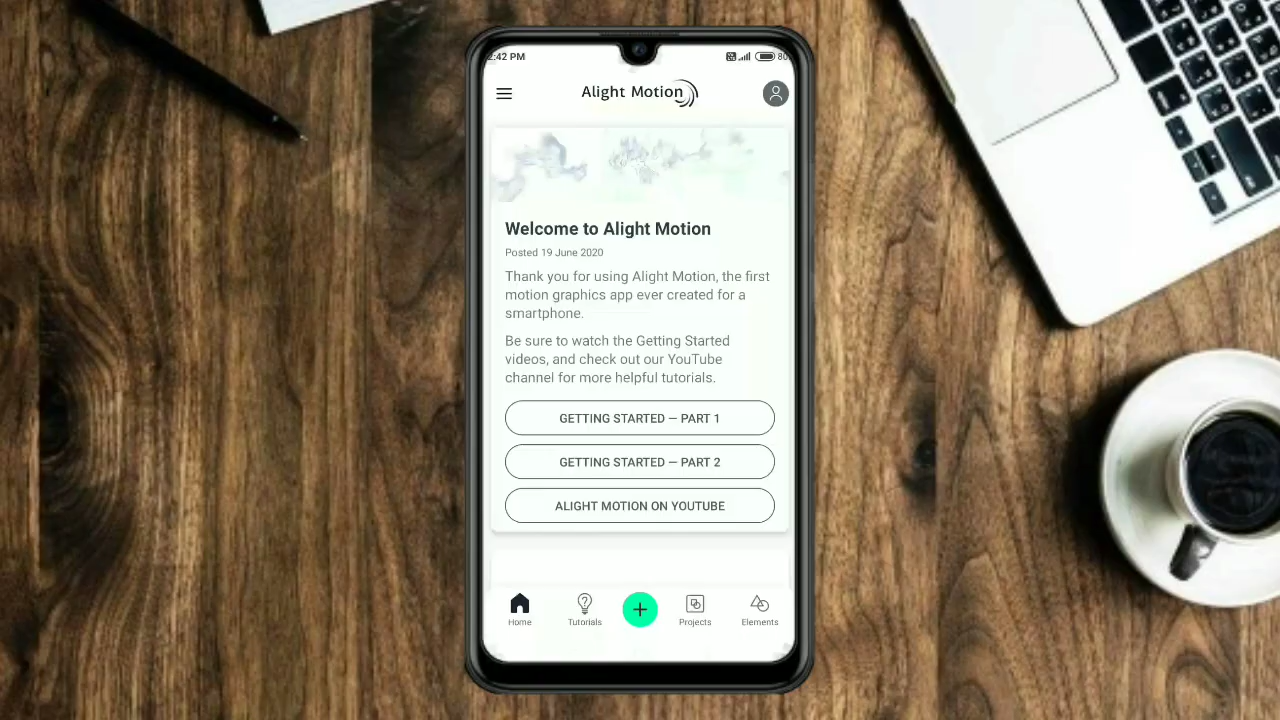 2:42 PM 80
Alight Motion
Welcome to Alight Motion
Posted 19 June 2020
Thank you for using Alight Motion, the first
motion graphics app ever created for a
smartphone.
Be sure to watch the Getting Started
videos, and check out our YouTube
channel for more helpful tutorials.
GETTING STARTED — PART 1
GETTING STARTED — PART 2
ALIGHT MOTION ON YOUTUBE
Home Tutorials Projects Elements